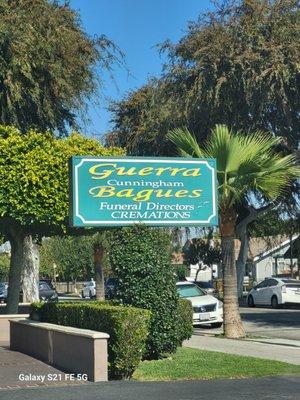 Guerra
Cunningham
Bagues
Funeral Directors
CREMATIONS
Galaxy S21 FE 5G